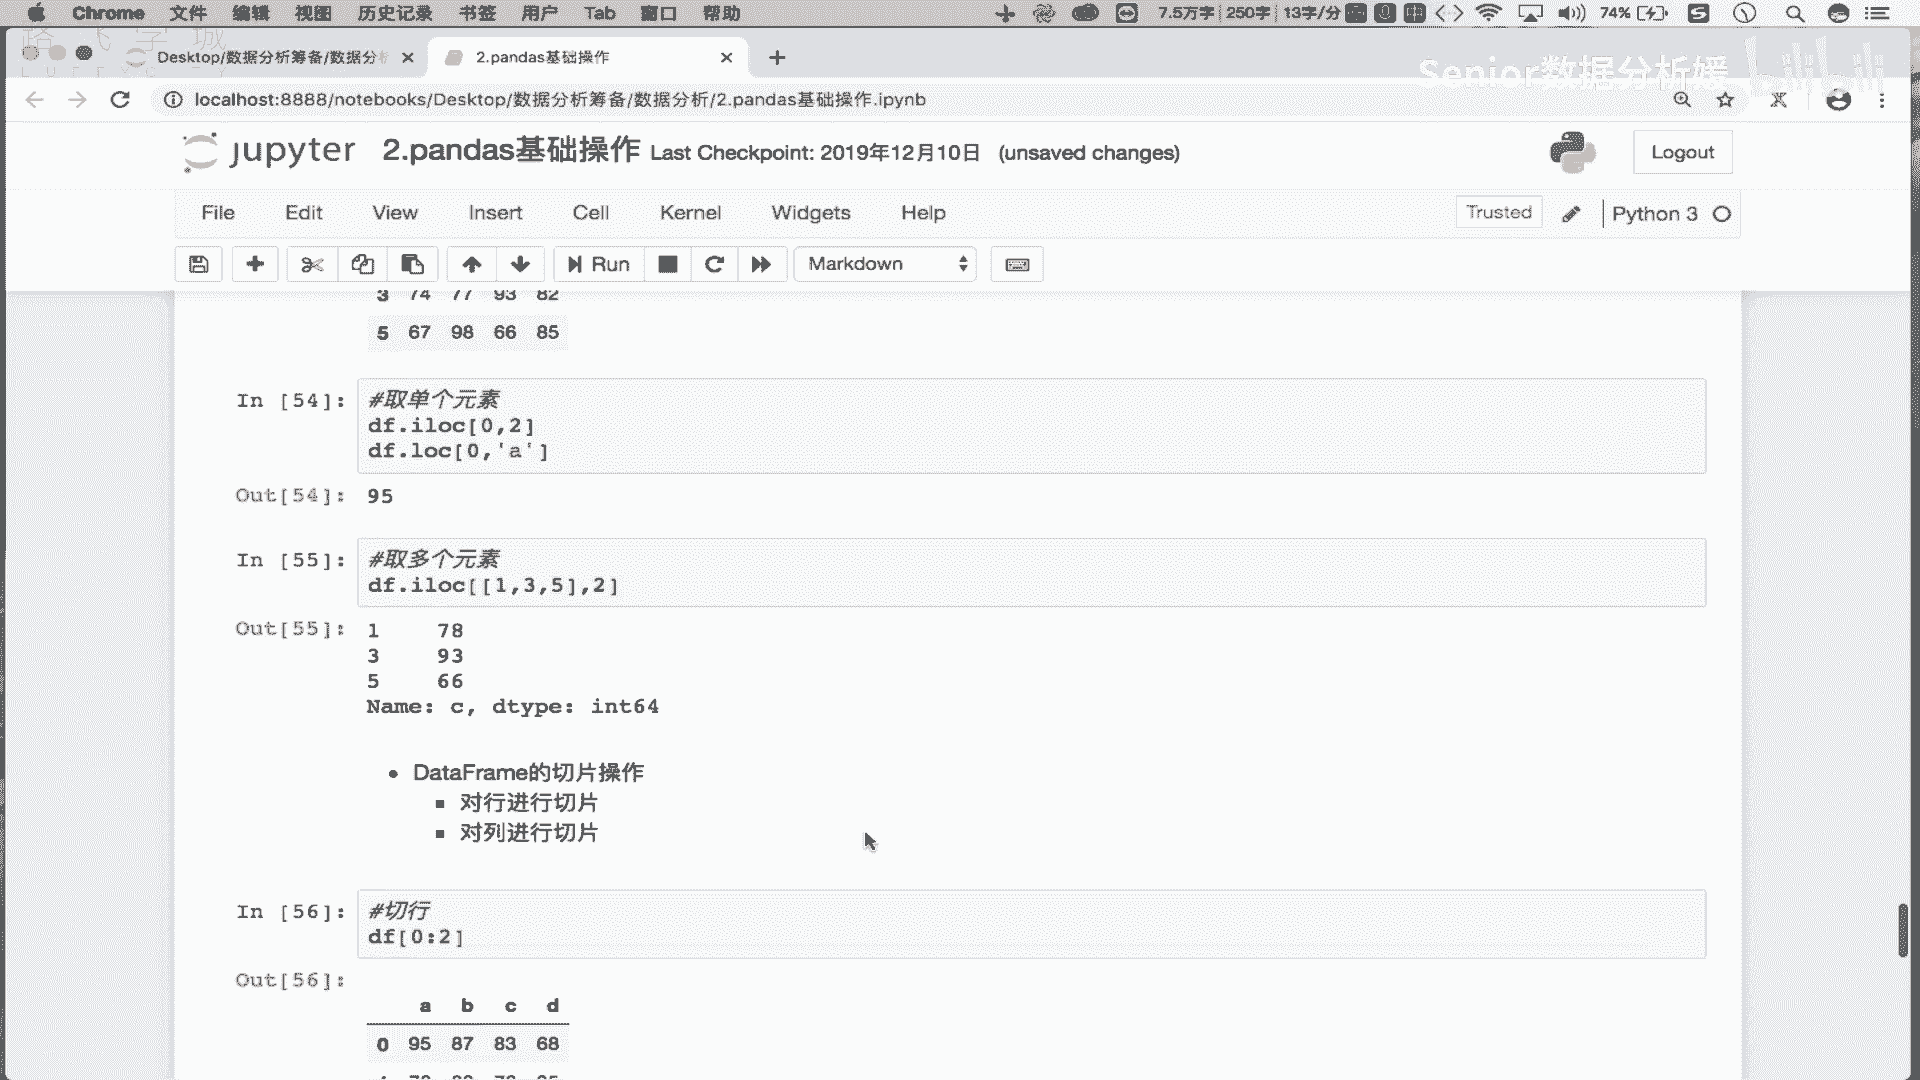 Chrome 文件 编辑 视图 历史记录 书签 用户 Tab 窗口 帮助 7.5万字 250字 13字/分 74%
路飞学城
Desktop/数据分析筹备/数据分析 2.pandas基础操作
Senior数据分析媛 bilibili
localhost:8888/notebooks/Desktop/数据分析筹备/数据分析/2.pandas基础操作.ipynb
jupyter 2.pandas基础操作 Last Checkpoint: 2019年12月10日 (unsaved changes) Logout
File Edit View Insert Cell Kernel Widgets Help Trusted Python 3
Run Markdown
3 74 77 93 82
5 67 98 66 85
In [54]: #取单个元素
df.iloc[0,2]
df.loc[0,'a']
Out[54]: 95
In [55]: #取多个元素
df.iloc[[1,3,5],2]
Out[55]: 1 78
3 93
5 66
Name: c, dtype: int64
DataFrame的切片操作
对行进行切片
对列进行切片
In [56]: #切行
df[0:2]
Out[56]:
a b c d
0 95 87 83 68